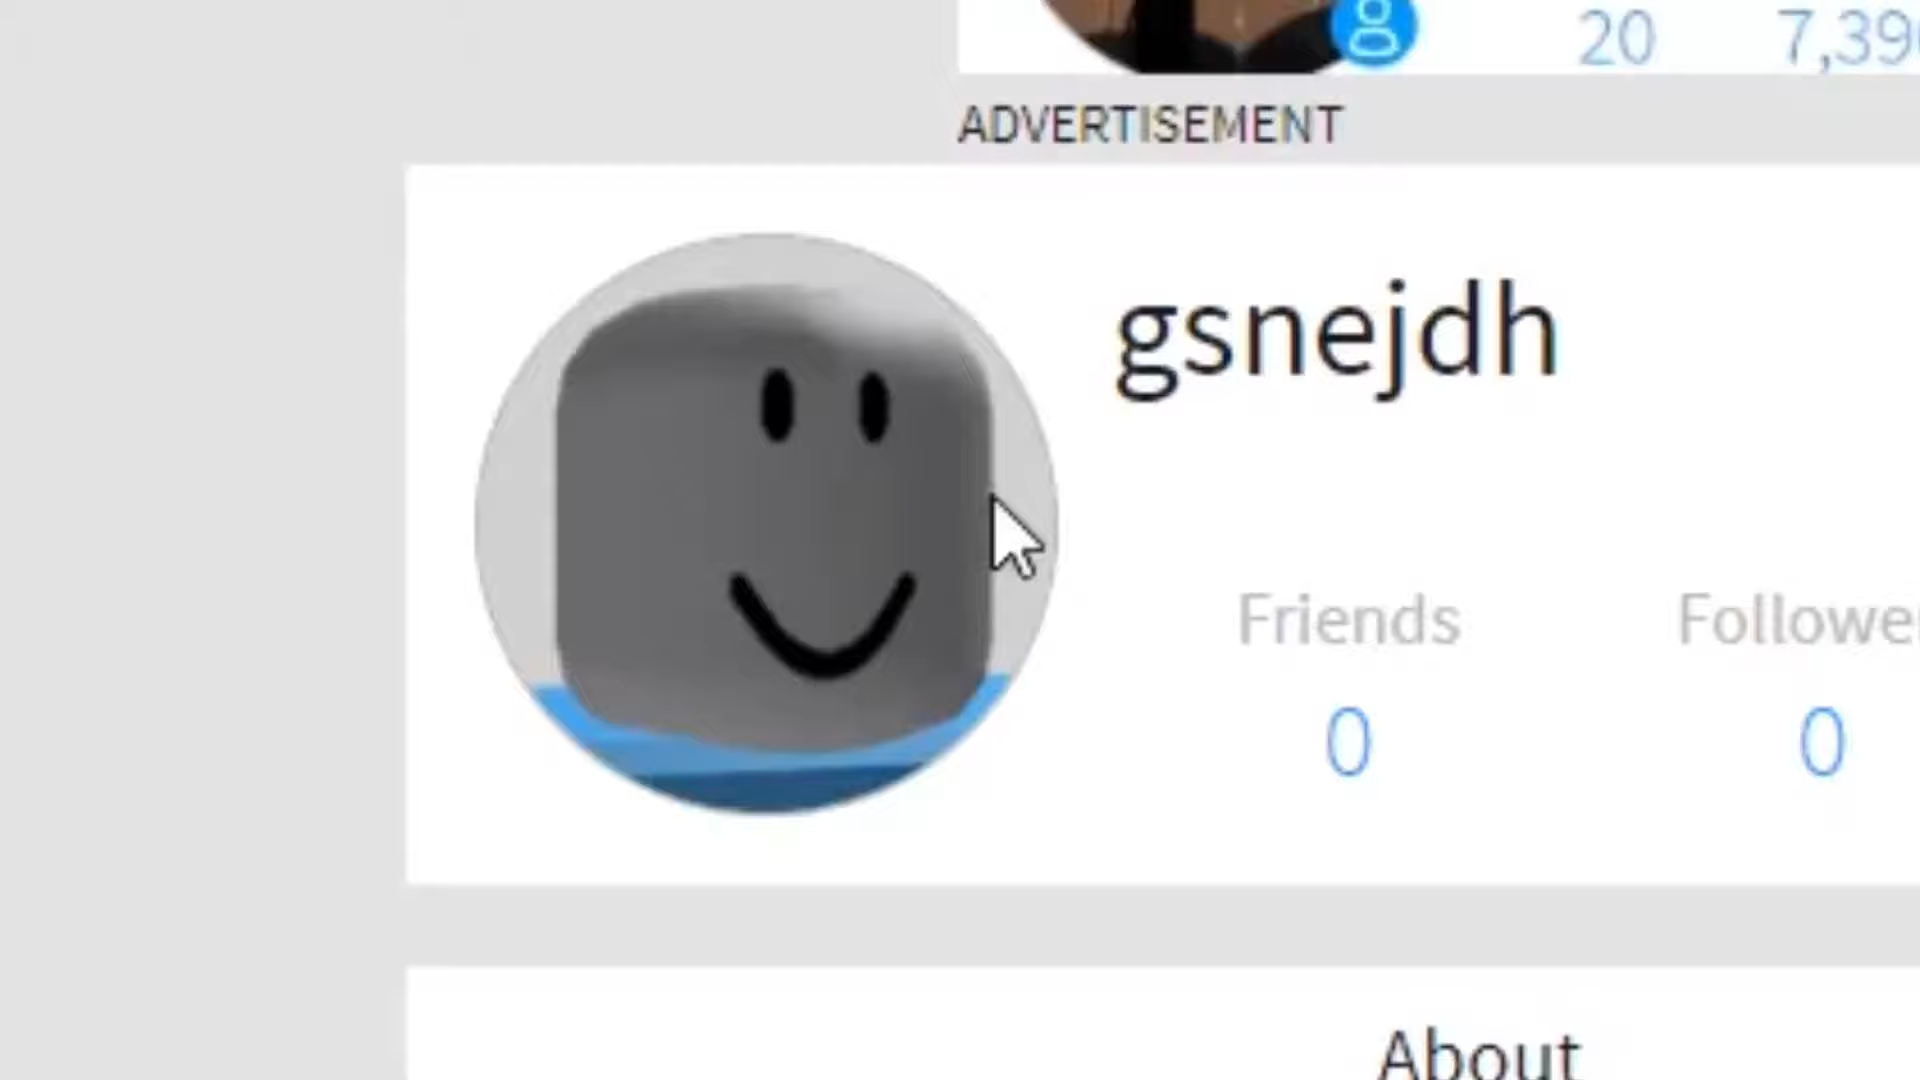 20
ADVERTISEMENT
gsnejdh
Friends
0
0
About